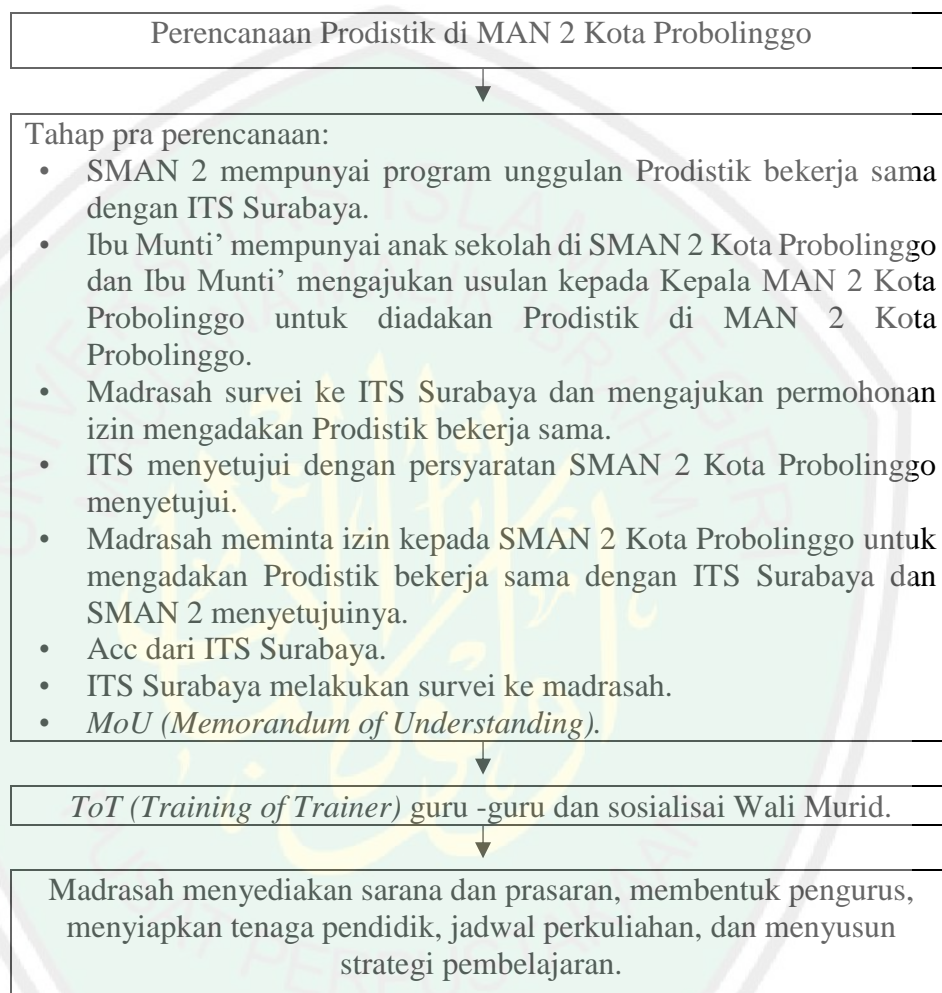 Perencanaan Prodistik di MAN 2 Kota Probolinggo
Tahap pra perencanaan:
• SMAN 2 mempunyai program unggulan Prodistik bekerja sama
dengan ITS Surabaya.
• Ibu Munti’ mempunyai anak sekolah di SMAN 2 Kota Probolinggo
dan Ibu Munti’ mengajukan usulan kepada Kepala MAN 2 Kota
Probolinggo untuk diadakan Prodistik di MAN 2 Kota
Probolinggo.
• Madrasah survei ke ITS Surabaya dan mengajukan permohonan
izin mengadakan Prodistik bekerja sama.
• ITS menyetujui dengan persyaratan SMAN 2 Kota Probolinggo
menyetujui.
• Madrasah meminta izin kepada SMAN 2 Kota Probolinggo untuk
mengadakan Prodistik bekerja sama dengan ITS Surabaya dan
SMAN 2 menyetujuinya.
• Acc dari ITS Surabaya.
• ITS Surabaya melakukan survei ke madrasah.
• MoU (Memorandum of Understanding).
ToT (Training of Trainer) guru -guru dan sosialisai Wali Murid.
Madrasah menyediakan sarana dan prasaran, membentuk pengurus,
menyiapkan tenaga pendidik, jadwal perkuliahan, dan menyusun
strategi pembelajaran.